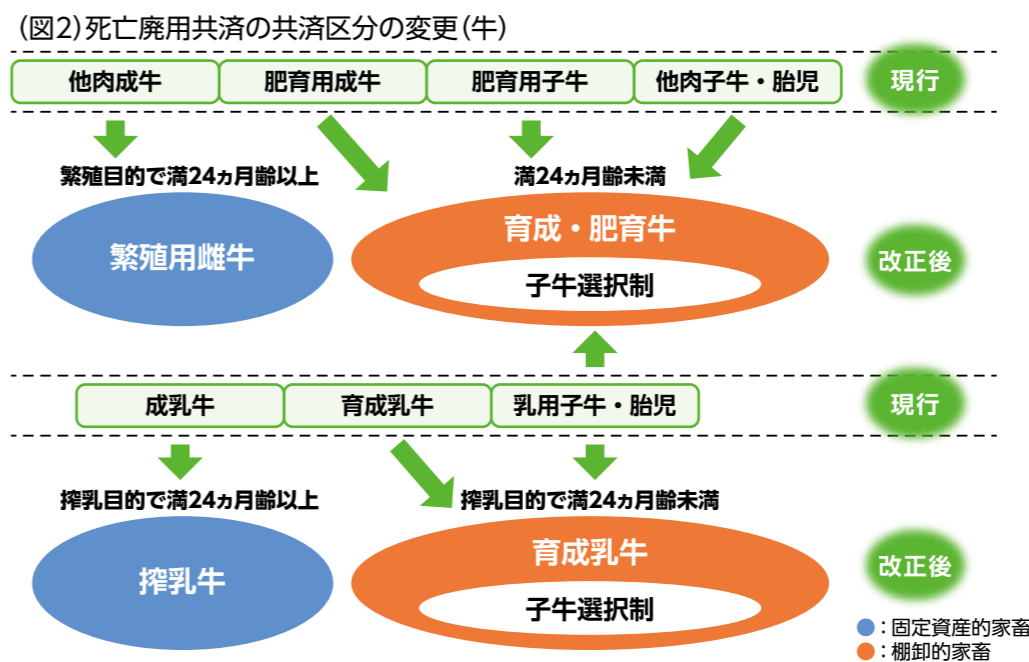 (図2)死亡廃用共済の共済区分の変更(牛)
他肉成牛 肥育用成牛 肥育用子牛 他肉子牛・胎児 現行
繁殖目的で満24ヵ月齢以上 満24ヵ月齢未満
繁殖用雌牛 育成・肥育牛 改正後
子牛選択制
成乳牛 育成乳牛 乳用子牛・胎児 現行
搾乳目的で満24ヵ月齢以上 搾乳目的で満24ヵ月齢未満
搾乳牛 育成乳牛 改正後
子牛選択制
:固定資産的家畜
:棚卸的家畜